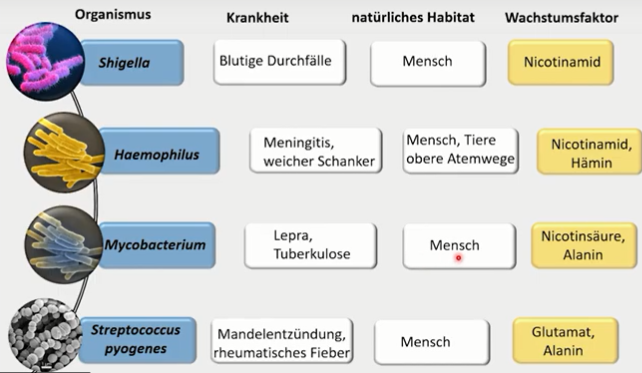 Organismus
Krankheit
natürliches Habitat
Wachstumsfaktor
Shigella
Blutige Durchfälle
Mensch
Nicotinamid
Haemophilus
Meningitis,
weicher Schanker
Mensch, Tiere
obere Atemwege
Nicotinamid,
Hämin
Mycobacterium
Lepra,
Tuberkulose
Mensch
Nicotinsäure,
Alanin
Streptococcus
pyogenes
Mandelentzündung,
rheumatisches Fieber
Mensch
Glutamat,
Alanin